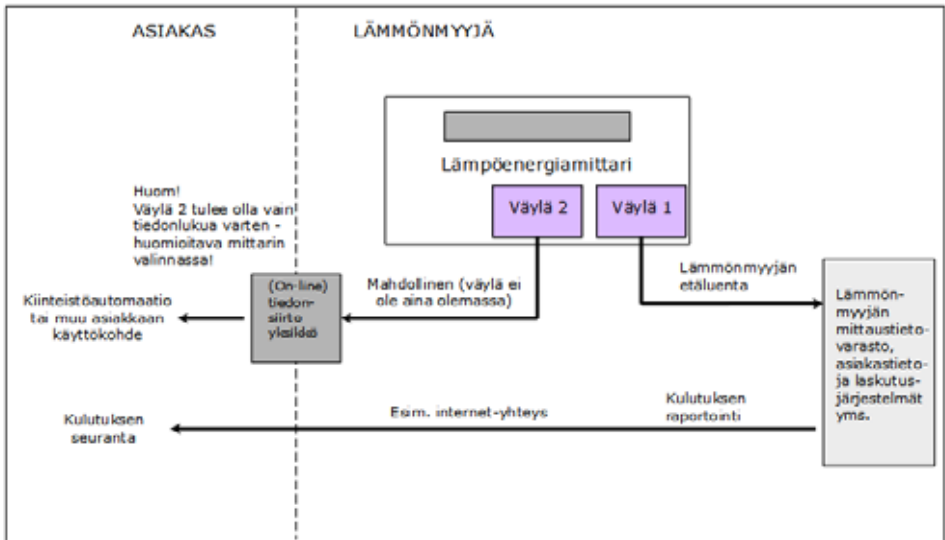 ASIAKAS
LÄMMÖNMYYJÄ
Lämpöenergiamittari
Väylä 2
Väylä 1
Huom!
Väylä 2 tulee olla vain
tiedonlukua varten -
huomioitava mittarin
valinnassa!
Mahdollinen (väylä ei
ole aina olemassa)
Lämmönmyyjän
etäluenta
(On-line)
tiedon-
siirto
yksikkö
Kiinteistöautomaatio
tai muu asiakkaan
käyttökohde
Lämmön-
myyjän
mittaustieto-
varasto,
asiakastieto-
ja laskutus-
järjestelmät
yms.
Kulutuksen
seuranta
Esim. internet-yhteys
Kulutuksen
raportointi